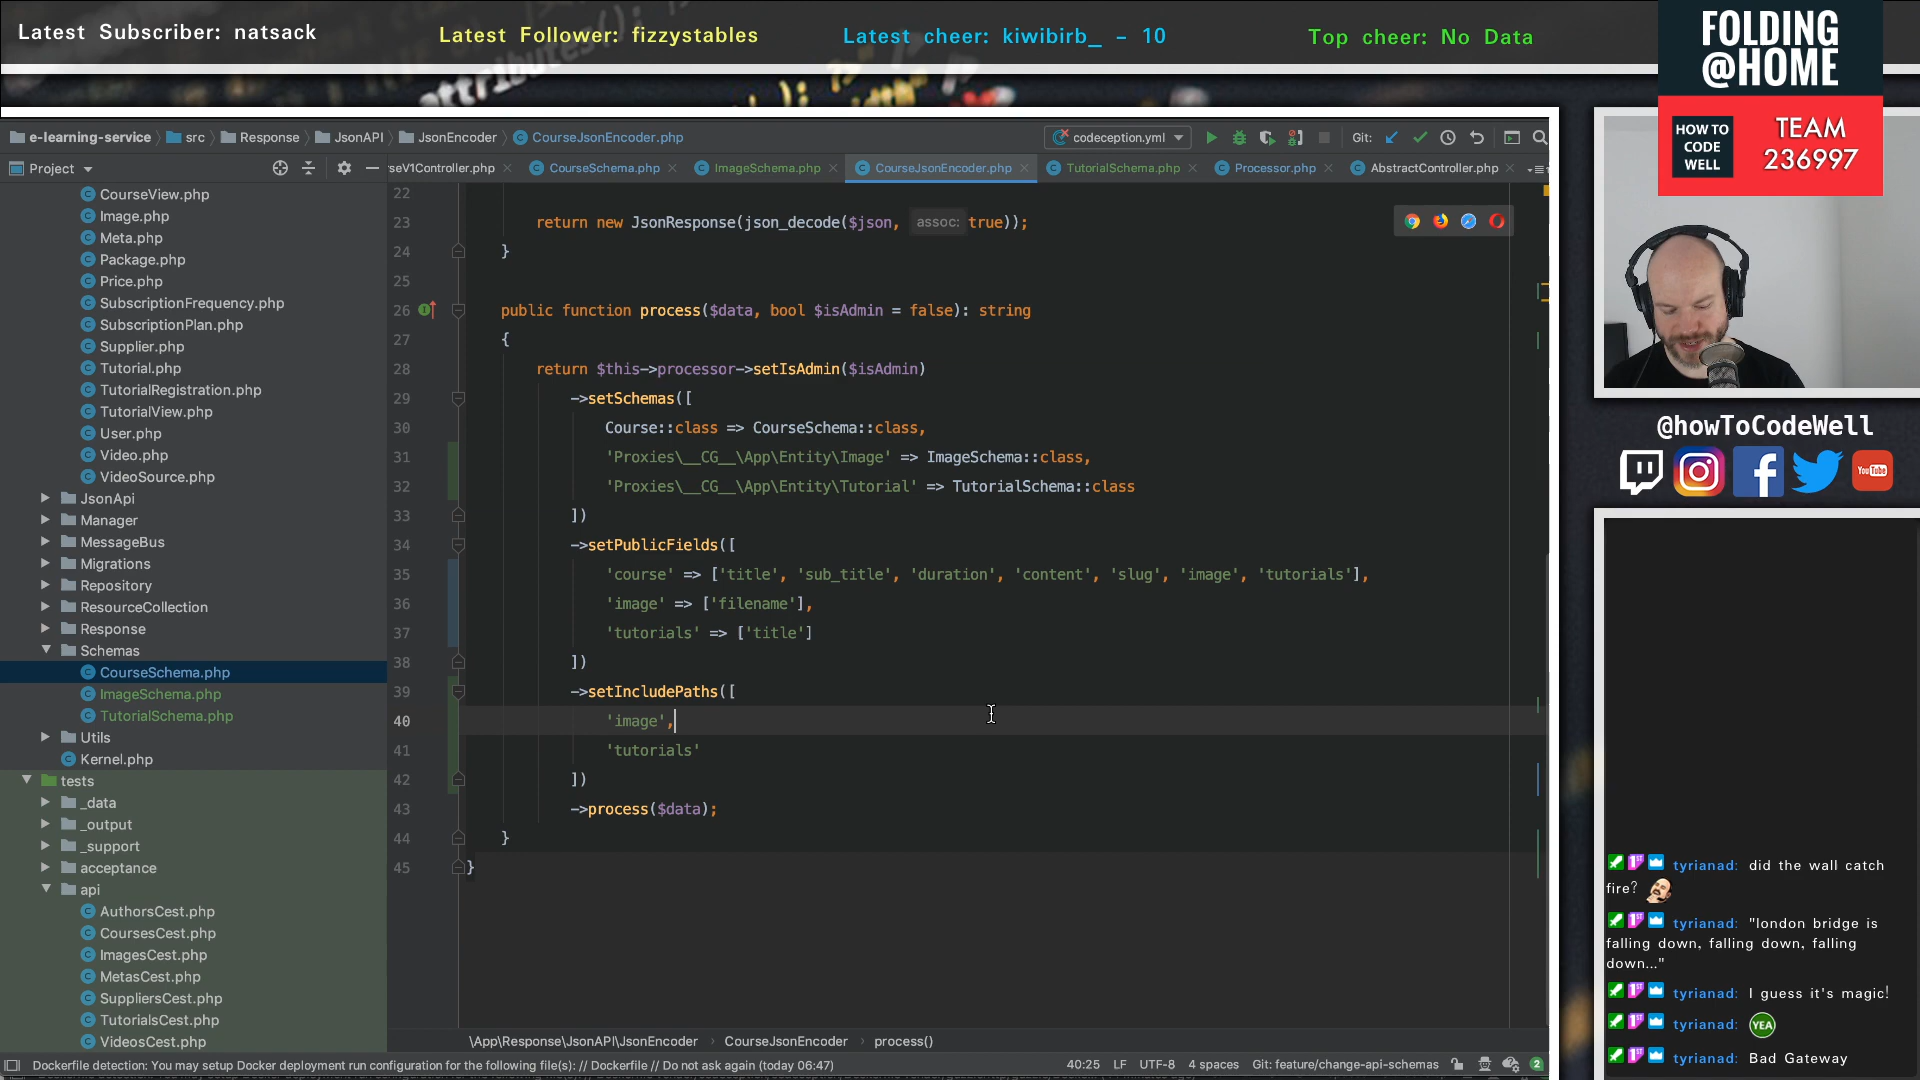 Latest Subscriber: natsack
Latest Follower: fizzystables
Latest cheer: kiwibirb_ - 10
Top cheer: No Data
FOLDING
@HOME
HOW TO
CODE
WELL
TEAM
236997
e-learning-service
src
Response
JsonAPI
JsonEncoder
CourseJsonEncoder.php
codeception.yml
Git:
Project
seV1Controller.php
CourseSchema.php
ImageSchema.php
CourseJsonEncoder.php
TutorialSchema.php
Processor.php
AbstractController.php
CourseView.php
Image.php
Meta.php
Package.php
Price.php
SubscriptionFrequency.php
SubscriptionPlan.php
Supplier.php
Tutorial.php
TutorialRegistration.php
TutorialView.php
User.php
Video.php
VideoSource.php
JsonApi
Manager
MessageBus
Migrations
Repository
ResourceCollection
Response
Schemas
CourseSchema.php
ImageSchema.php
TutorialSchema.php
Utils
Kernel.php
tests
_data
_output
_support
acceptance
api
AuthorsCest.php
CoursesCest.php
ImagesCest.php
MetasCest.php
SuppliersCest.php
TutorialsCest.php
VideosCest.php
22
23 return new JsonResponse(json_decode($json, assoc: true));
24 }
25
26 public function process($data, bool $isAdmin = false): string
27 {
28 return $this->processor->setIsAdmin($isAdmin)
29 ->setSchemas([
30 Course::class => CourseSchema::class,
31 'Proxies\__CG__\App\Entity\Image' => ImageSchema::class,
32 'Proxies\__CG__\App\Entity\Tutorial' => TutorialSchema::class
33 ])
34 ->setPublicFields([
35 'course' => ['title', 'sub_title', 'duration', 'content', 'slug', 'image', 'tutorials'],
36 'image' => ['filename'],
37 'tutorials' => ['title']
38 ])
39 ->setIncludePaths([
40 'image',
41 'tutorials'
42 ])
43 ->process($data);
44 }
45 }
\App\Response\JsonAPI\JsonEncoder
CourseJsonEncoder
process()
Dockerfile detection: You may setup Docker deployment run configuration for the following file(s): // Dockerfile // Do not ask again (today 06:47)
40:25 LF UTF-8 4 spaces Git: feature/change-api-schemas 2
@howToCodeWell
You Tube
tyrianad: did the wall catch
fire?
tyrianad: "london bridge is
falling down, falling down, falling
down..."
tyrianad: I guess it's magic!
tyrianad: YEA
tyrianad: Bad Gateway